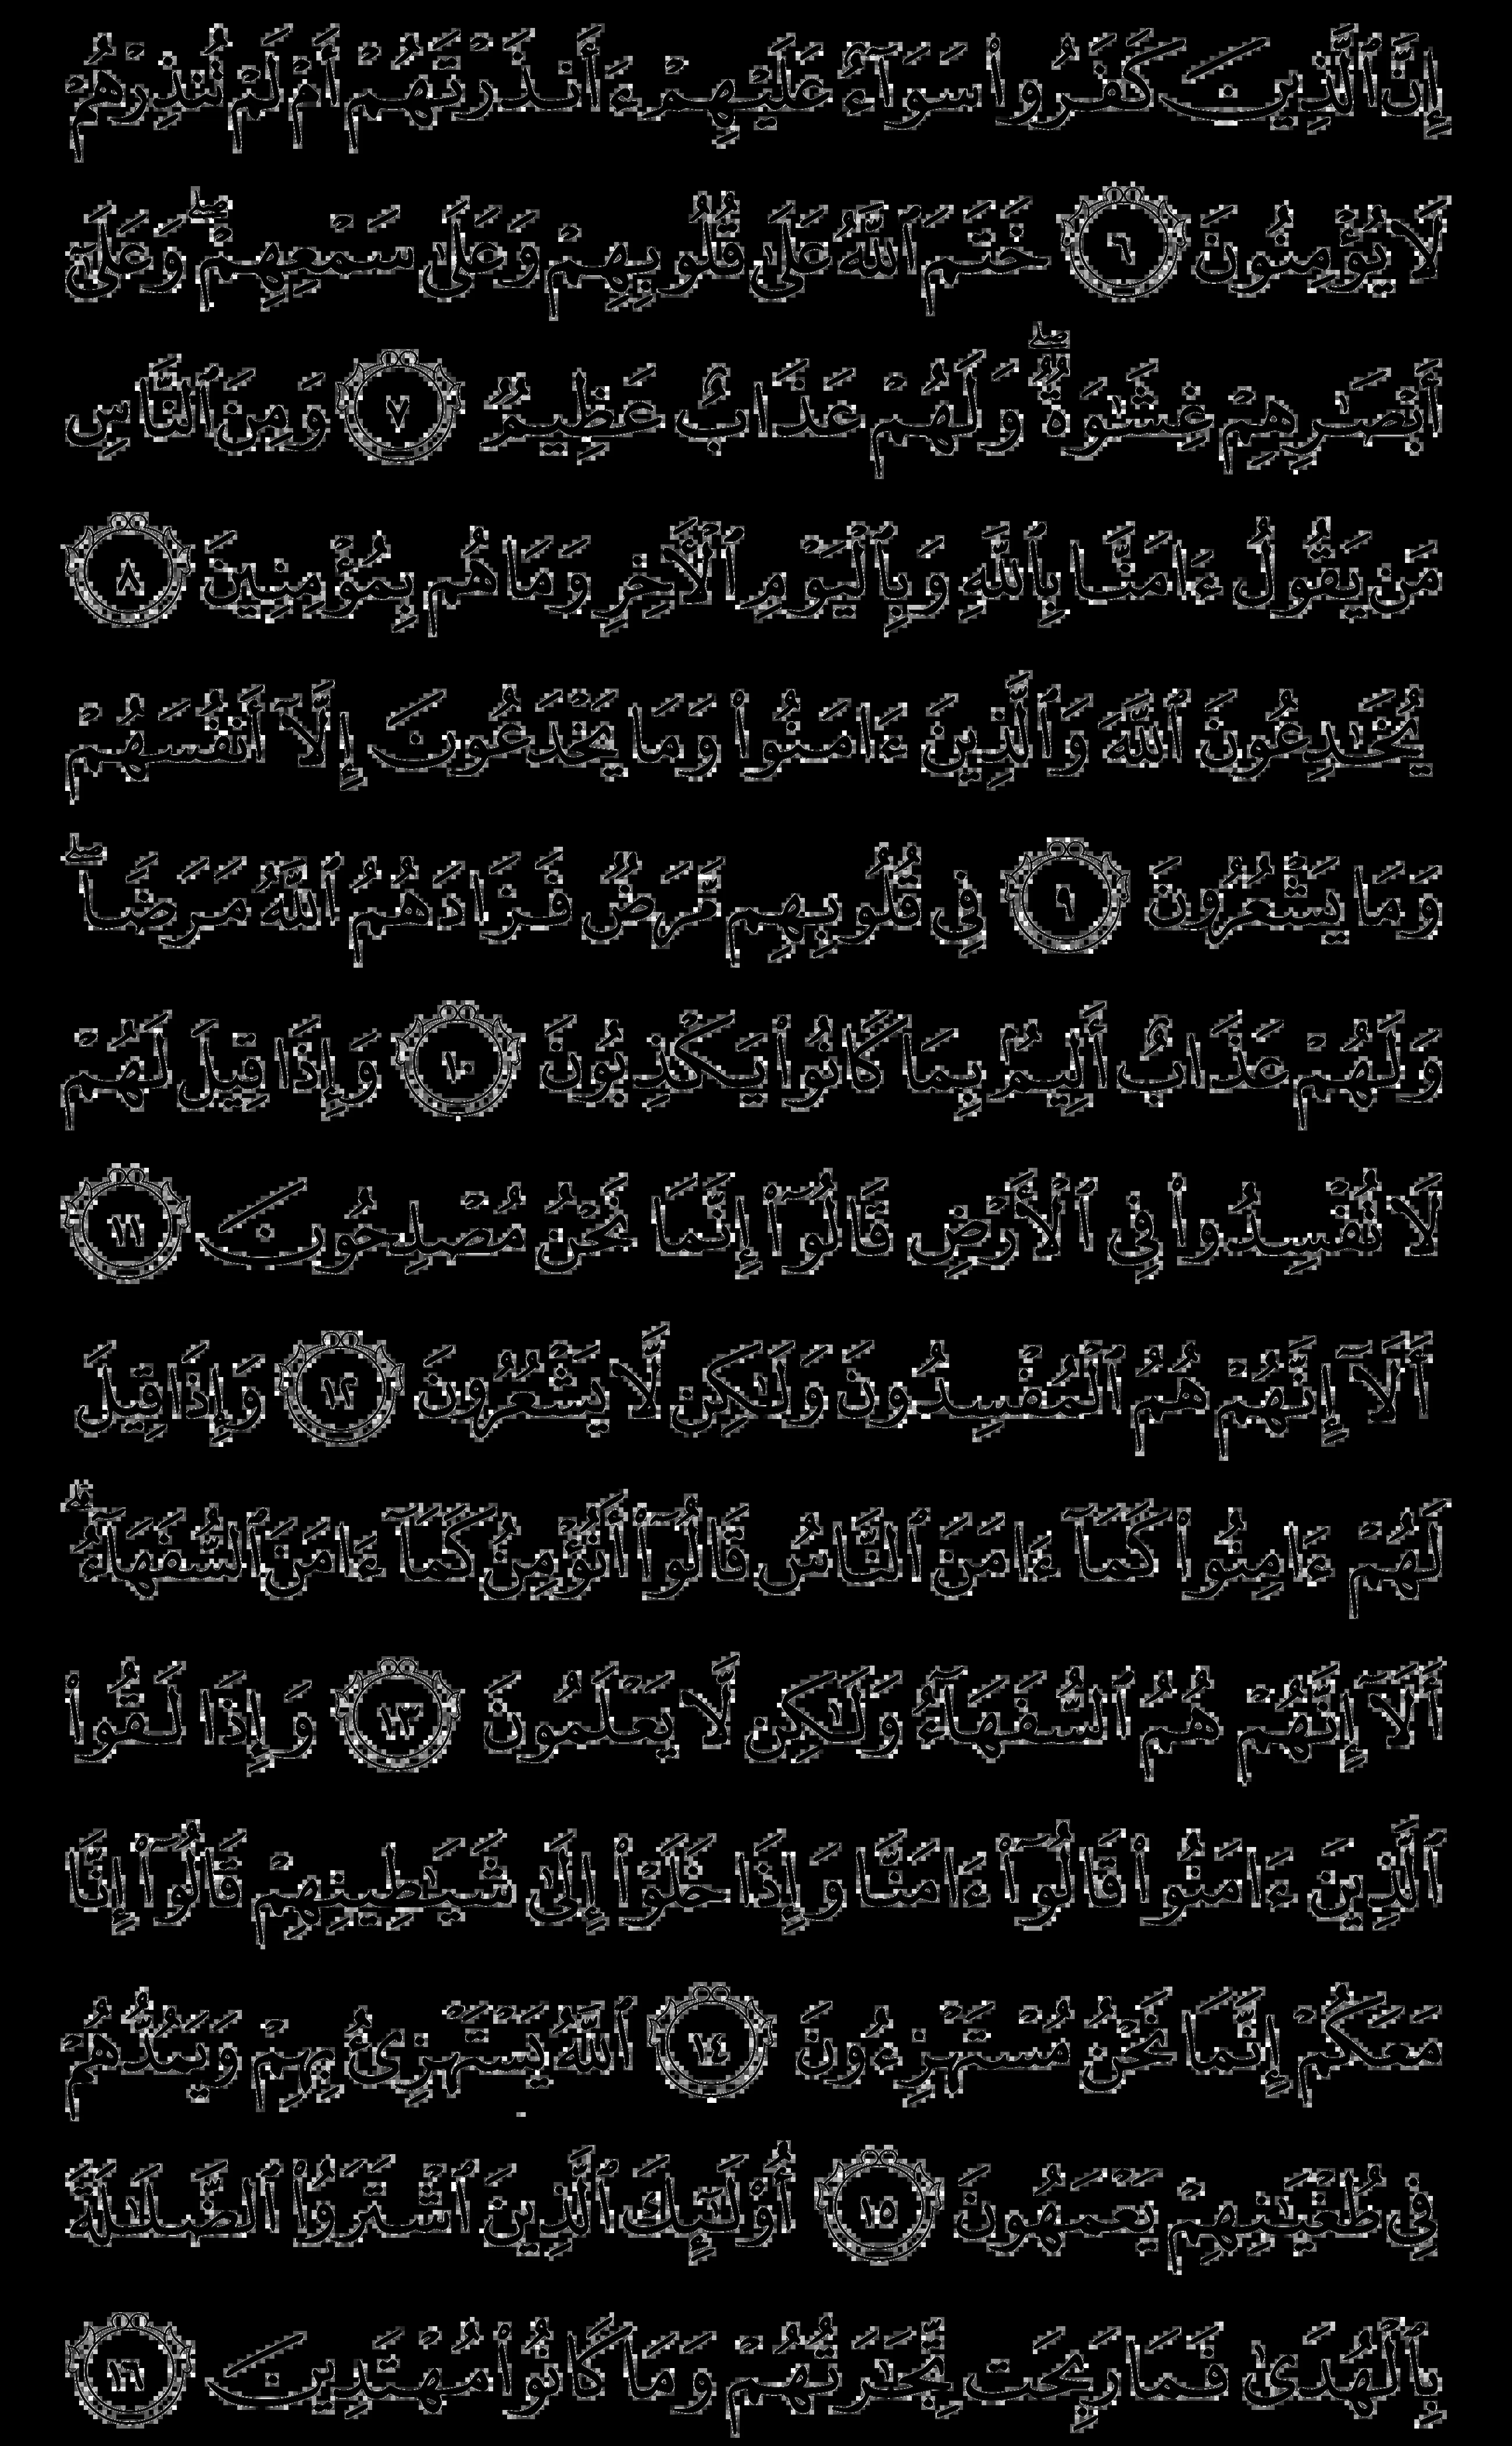 إِنَّ ٱلَّذِينَ كَفَرُوا۟ سَوَآءٌ عَلَيْهِمْ ءَأَنذَرْتَهُمْ أَمْ لَمْ تُنذِرْهُمْ
لَا يُؤْمِنُونَ ٦ خَتَمَ ٱللَّهُ عَلَىٰ قُلُوبِهِمْ وَعَلَىٰ سَمْعِهِمْ ۖ وَعَلَىٰٓ
أَبْصَـٰرِهِمْ غِشَـٰوَةٌ ۖ وَلَهُمْ عَذَابٌ عَظِيمٌ ٧ وَمِنَ ٱلنَّاسِ
مَن يَقُولُ ءَامَنَّا بِٱللَّهِ وَبِٱلْيَوْمِ ٱلْـَٔاخِرِ وَمَا هُم بِمُؤْمِنِينَ ٨
يُخَـٰدِعُونَ ٱللَّهَ وَٱلَّذِينَ ءَامَنُوا۟ وَمَا يَخْدَعُونَ إِلَّآ أَنفُسَهُمْ
وَمَا يَشْعُرُونَ ٩ فِى قُلُوبِهِم مَّرَضٌ فَزَادَهُمُ ٱللَّهُ مَرَضًا ۖ
وَلَهُمْ عَذَابٌ أَلِيمٌۢ بِمَا كَانُوا۟ يَكْذِبُونَ ١٠ وَإِذَا قِيلَ لَهُمْ
لَا تُفْسِدُوا۟ فِى ٱلْأَرْضِ قَالُوٓا۟ إِنَّمَا نَحْنُ مُصْلِحُونَ ١١
أَلَآ إِنَّهُمْ هُمُ ٱلْمُفْسِدُونَ وَلَـٰكِن لَّا يَشْعُرُونَ ١٢ وَإِذَا قِيلَ
لَهُمْ ءَامِنُوا۟ كَمَآ ءَامَنَ ٱلنَّاسُ قَالُوٓا۟ أَنُؤْمِنُ كَمَآ ءَامَنَ ٱلسُّفَهَآءُ ۗ
أَلَآ إِنَّهُمْ هُمُ ٱلسُّفَهَآءُ وَلَـٰكِن لَّا يَعْلَمُونَ ١٣ وَإِذَا لَقُوا۟
ٱلَّذِينَ ءَامَنُوا۟ قَالُوٓا۟ ءَامَنَّا وَإِذَا خَلَوْا۟ إِلَىٰ شَيَـٰطِينِهِمْ قَالُوٓا۟ إِنَّا
مَعَكُمْ إِنَّمَا نَحْنُ مُسْتَهْزِءُونَ ١٤ ٱللَّهُ يَسْتَهْزِئُ بِهِمْ وَيَمُدُّهُمْ
فِى طُغْيَـٰنِهِمْ يَعْمَهُونَ ١٥ أُو۟لَـٰٓئِكَ ٱلَّذِينَ ٱشْتَرَوُا۟ ٱلضَّلَـٰلَةَ
بِٱلْهُدَىٰ فَمَا رَبِحَت تِّجَـٰرَتُهُمْ وَمَا كَانُوا۟ مُهْتَدِينَ ١٦